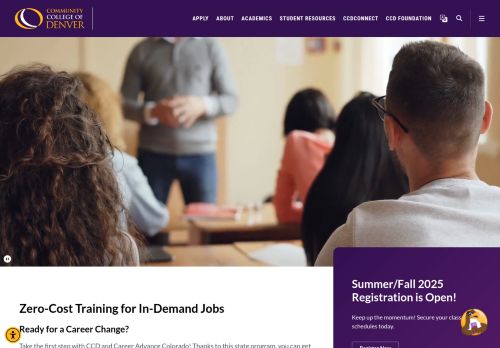 COMMUNITY
COLLEGE OF
DENVER
APPLY ABOUT ACADEMICS STUDENT RESOURCES CCDCONNECT CCD FOUNDATION
Zero-Cost Training for In-Demand Jobs
Ready for a Career Change?
Take the first step with CCD and Career Advance Colorado! Thanks to this state program, you can get
Summer/Fall 2025
Registration is Open!
Keep up the momentum! Secure your class
schedules today.
Register Now